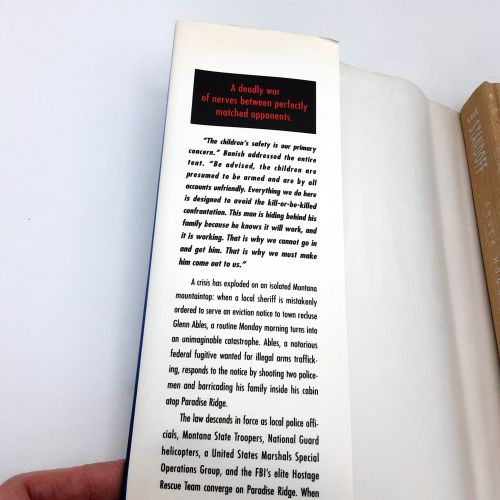 A deadly war
of nerves between perfectly
matched opponents.
"The children's safety is our primary
concern." Banish addressed the entire
tent. "Be advised, the children are
presumed to be armed and are by all
accounts unfriendly. Everything we do here
is designed to avoid the kill-or-be-killed
confrontation. This man is hiding behind his
family because he knows it will work, and
it is working. That is why we cannot go in
and get him. That is why we must make
him come out to us."
A crisis has exploded on an isolated Montana
mountaintop: when a local sheriff is mistakenly
ordered to serve an eviction notice to town recluse
Glenn Ables, a routine Monday morning turns into
an unimaginable catastrophe. Ables, a notorious
federal fugitive wanted for illegal arms traffick-
ing, responds to the notice by shooting two police-
men and barricading his family inside his cabin
atop Paradise Ridge.
The law descends in force as local police offi-
cials, Montana State Troopers, National Guard
helicopters, a United States Marshals Special
Operations Group, and the FBI's elite Hostage
Rescue Team converge on Paradise Ridge. When
THE
STANDOFF